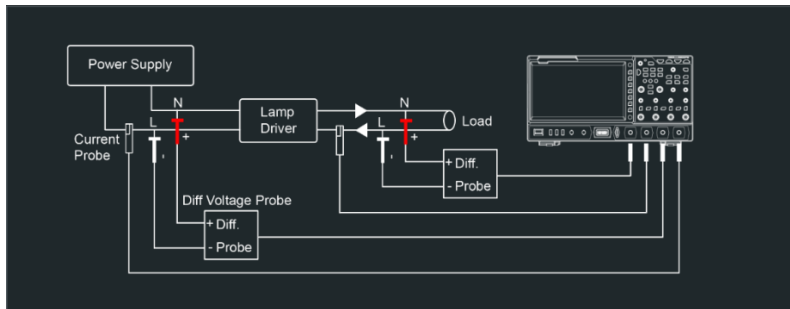 Power Supply
N
L
+
-
Current
Probe
Lamp
Driver
N
L
+
-
Load
+ Diff.
- Probe
Diff Voltage Probe
+ Diff.
- Probe